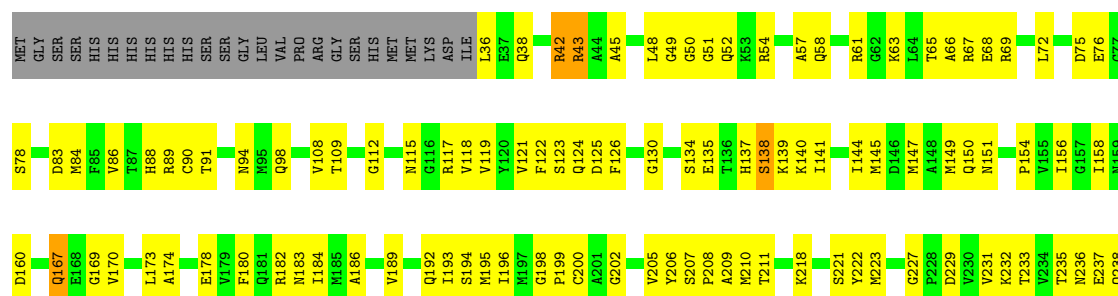 MET GLY SER SER HIS HIS HIS HIS HIS HIS SER SER GLY LEU VAL PRO ARG GLY SER HIS MET MET LYS ASP ILE L36 E37 Q38 R42 R43 A44 A45 L48 G49 G50 G51 Q52 K53 R54 A57 Q58 R61 G62 K63 L64 T65 A66 R67 E68 R69 L72 D75 E76
S78 D83 M84 F85 V86 T87 H88 R89 C90 T91 N94 M95 Q98 V108 T109 G112 N115 G116 R117 V118 V119 Y120 V121 F122 S123 Q124 D125 F126 G130 S134 E135 T136 H137 S138 K139 K140 I141 I144 M145 D146 M147 A148 M149 Q150 N151 P154 V155 I156 G157 I158
D160 Q167 E168 G169 V170 L173 A174 E178 V179 F180 Q181 R182 N183 I184 M185 A186 V189 Q192 I193 S194 M195 I196 M197 G198 P199 C200 A201 G202 V205 Y206 S207 P208 A209 M210 T211 K218 S221 Y222 M223 G227 P228 D229 V230 V231 K232 T233 V234 T235 N236 E237